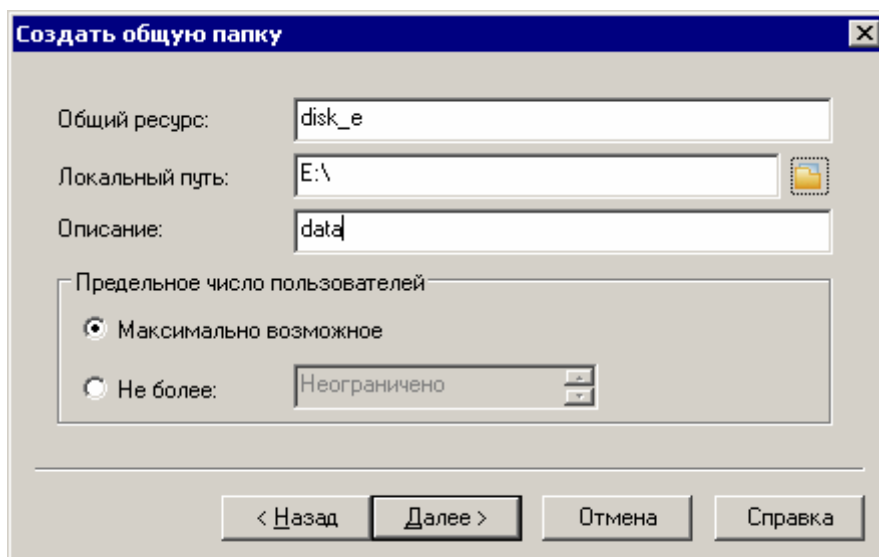 Создать общую папку
Общий ресурс: disk_e
Локальный путь: E:\
Описание: data
Предельное число пользователей
Максимально возможное
Не более: Неограничено
< Назад Далее > Отмена Справка